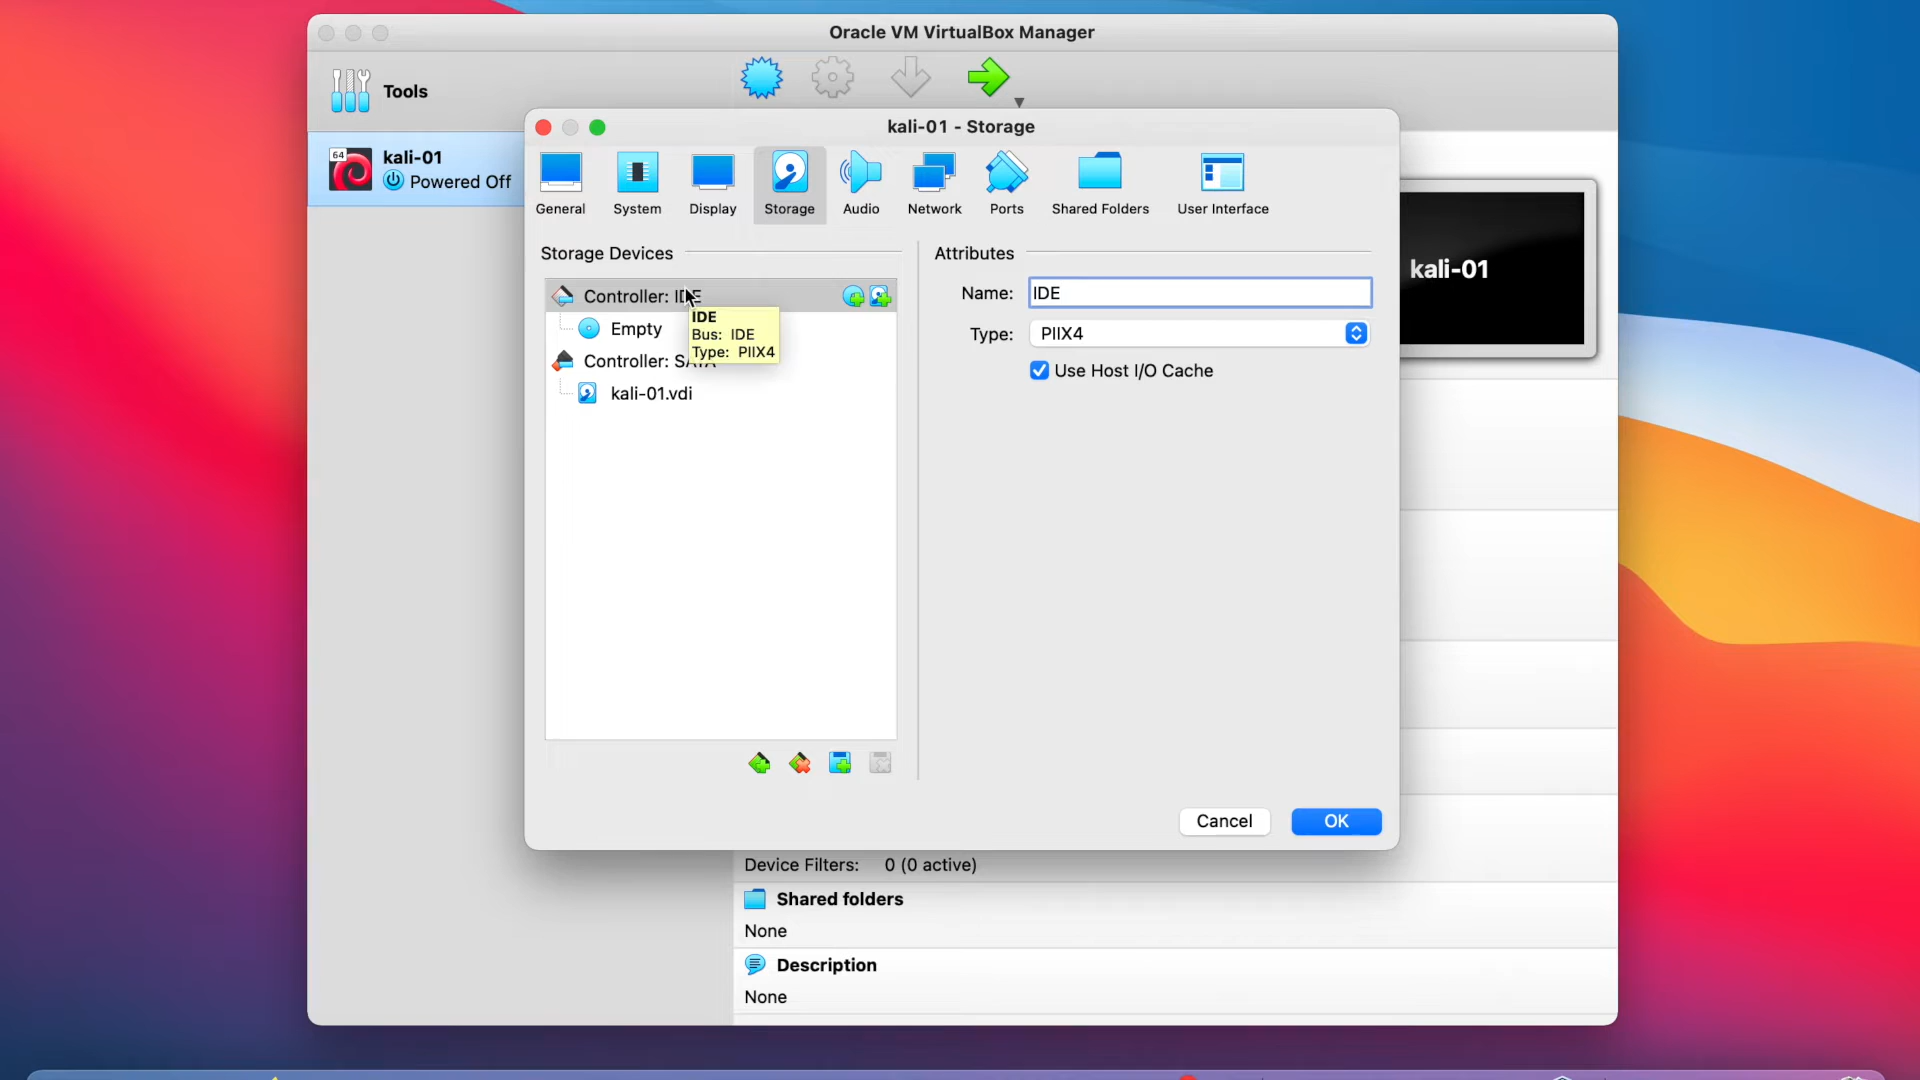 Oracle VM VirtualBox Manager
Tools
64
kali-01
Powered Off
kali-01 - Storage
General
System
Display
Storage
Audio
Network
Ports
Shared Folders
User Interface
Storage Devices
Controller: IDE
Empty
Controller: SATA
kali-01.vdi
IDE
Bus: IDE
Type: PIIX4
Attributes
Name: IDE
Type: PIIX4
Use Host I/O Cache
Cancel
OK
kali-01
Device Filters: 0 (0 active)
Shared folders
None
Description
None